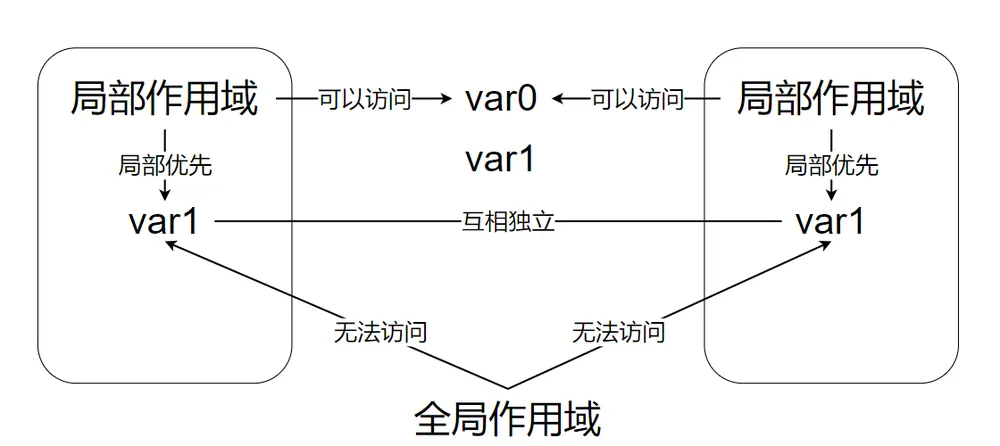 局部作用域
可以访问
var0
可以访问
局部作用域
局部优先
var1
局部优先
var1
互相独立
var1
无法访问
无法访问
全局作用域